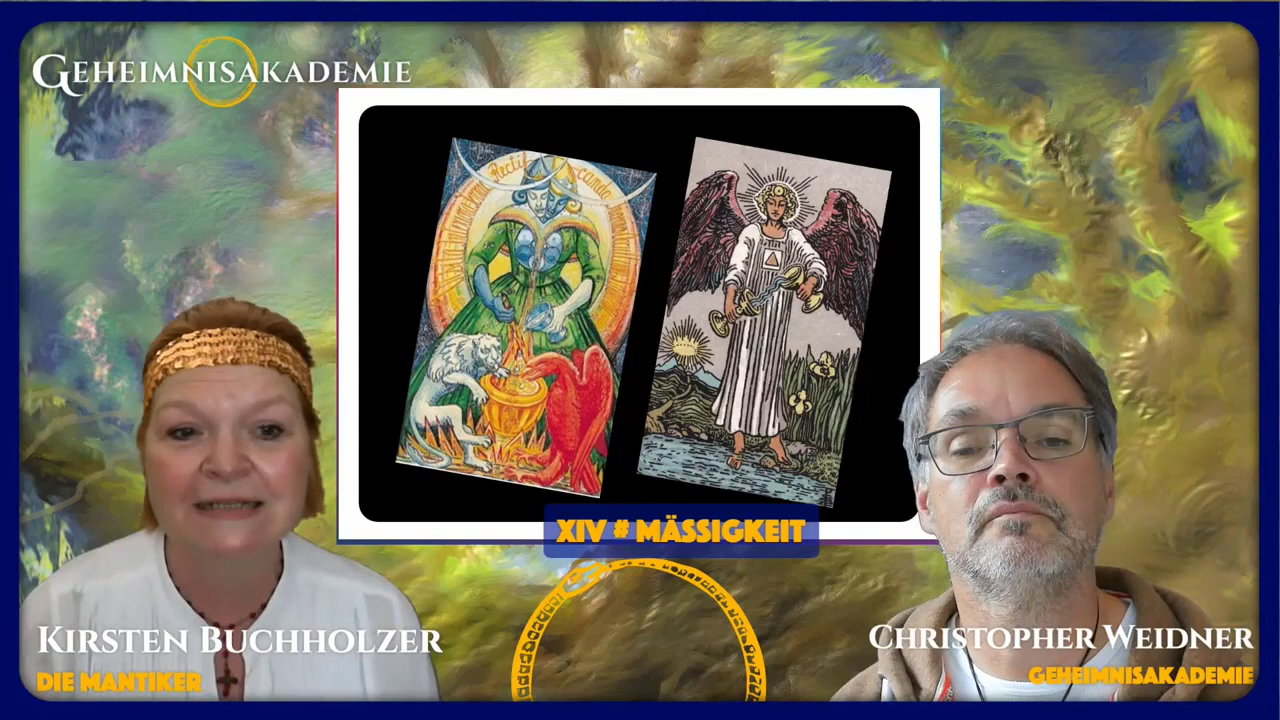 GEHEIMNISAKADEMIE
XIV # MÄSSIGKEIT
KIRSTEN BUCHHOLZER
DIE MANTIKER
CHRISTOPHER WEIDNER
GEHEIMNISAKADEMIE